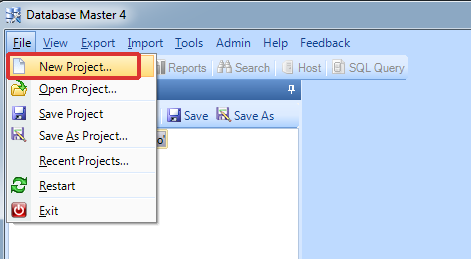 Database Master 4
File View Export Import Tools Admin Help Feedback
New Project... Reports Search Host SQL Query
Open Project...
Save Project Save Save As
Save As Project...
Recent Projects...
Restart
Exit